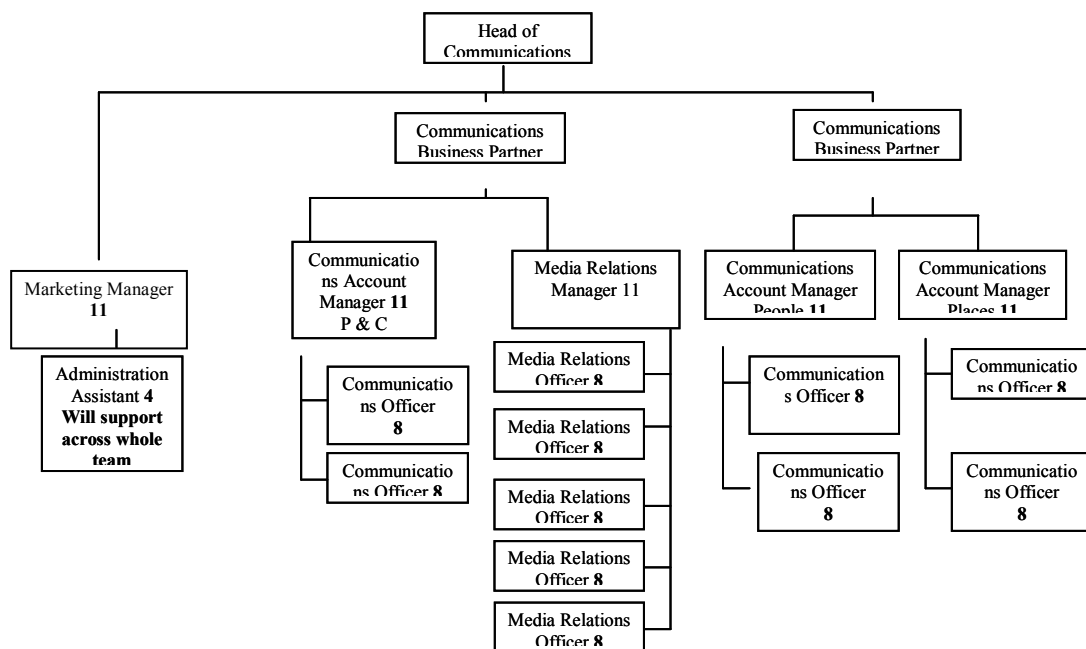 Head of
Communications
Communications
Business Partner
Communications
Business Partner
Marketing Manager
11
Administration
Assistant 4
Will support
across whole
team
Communicatio
ns Account
Manager 11
P & C
Communicatio
ns Officer
8
Communicatio
ns Officer 8
Media Relations
Manager 11
Media Relations
Officer 8
Media Relations
Officer 8
Media Relations
Officer 8
Media Relations
Officer 8
Media Relations
Officer 8
Communications
Account Manager
People 11
Communication
s Officer 8
Communicatio
ns Officer
8
Communications
Account Manager
Places 11
Communicatio
ns Officer 8
Communicatio
ns Officer
8